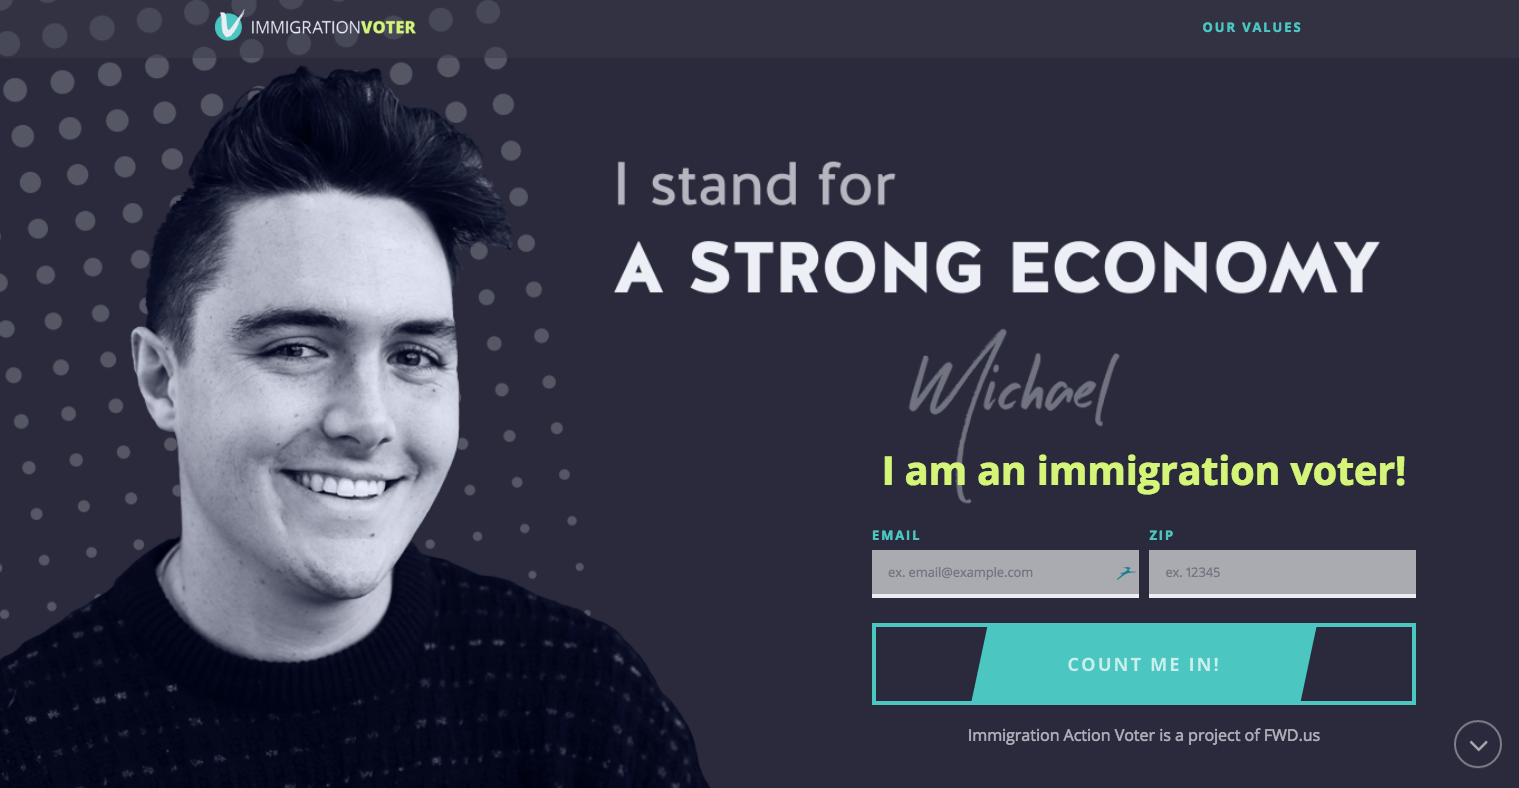 IMMIGRATIONVOTER
OUR VALUES
I stand for
A STRONG ECONOMY
Michael
I am an immigration voter!
EMAIL
ZIP
ex. email@example.com
ex. 12345
COUNT ME IN!
Immigration Action Voter is a project of FWD.us